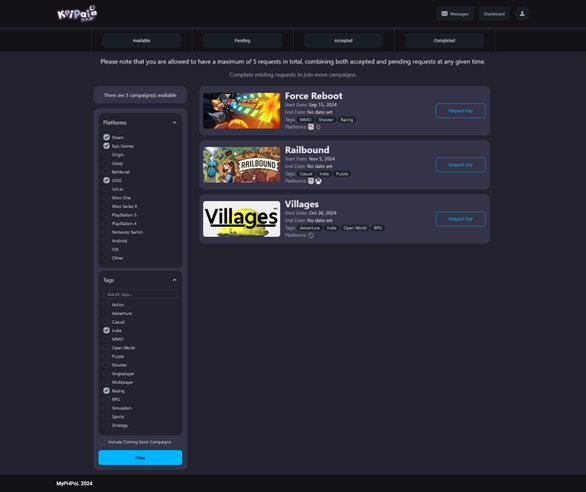 KeyPato
Messages
Dashboard
Available
Pending
Accepted
Completed
Please note that you are allowed to have a maximum of 5 requests in total, combining both accepted and pending requests at any given time.
Complete existing requests to join more campaigns.
There are 3 campaign(s) available
Platforms
Steam
Epic Games
Origin
Uplay
Battle.net
GOG
Itch.io
Xbox One
Xbox Series X
PlayStation 5
PlayStation 4
Nintendo Switch
Android
iOS
Other
Tags
Search tags...
Action
Adventure
Casual
Indie
MMO
Open World
Puzzle
Shooter
Singleplayer
Multiplayer
Racing
RPG
Simulation
Sports
Strategy
Include Coming Soon Campaigns
Filter
FORCE REBOOT
Force Reboot
Start Date: Sep 15, 2024
End Date: No date set
Tags: MMO Shooter Racing
Platforms:
Request Key
RAILBOUND
Railbound
Start Date: Nov 5, 2024
End Date: No date set
Tags: Casual Indie Puzzle
Platforms:
Request Key
Villages
Villages
Start Date: Oct 26, 2024
End Date: No date set
Tags: Adventure Indie Open World RPG
Platforms:
Request Key
MyPHPoL 2024